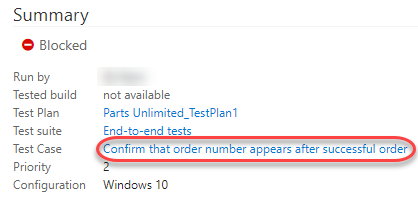 Summary
Blocked
Run by
Tested build not available
Test Plan Parts Unlimited_TestPlan1
Test suite End-to-end tests
Test Case Confirm that order number appears after successful order
Priority 2
Configuration Windows 10